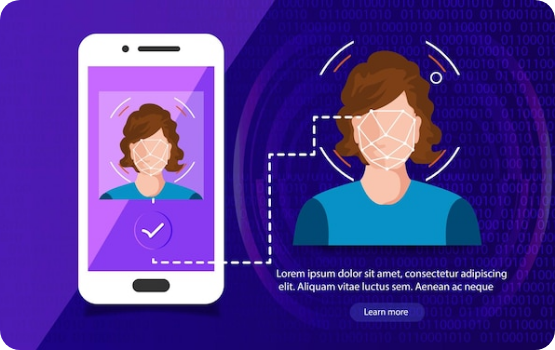 Lorem ipsum dolor sit amet, consectetur adipiscing
elit. Aliquam vitae luctus sem. Aenean ac neque
Learn more